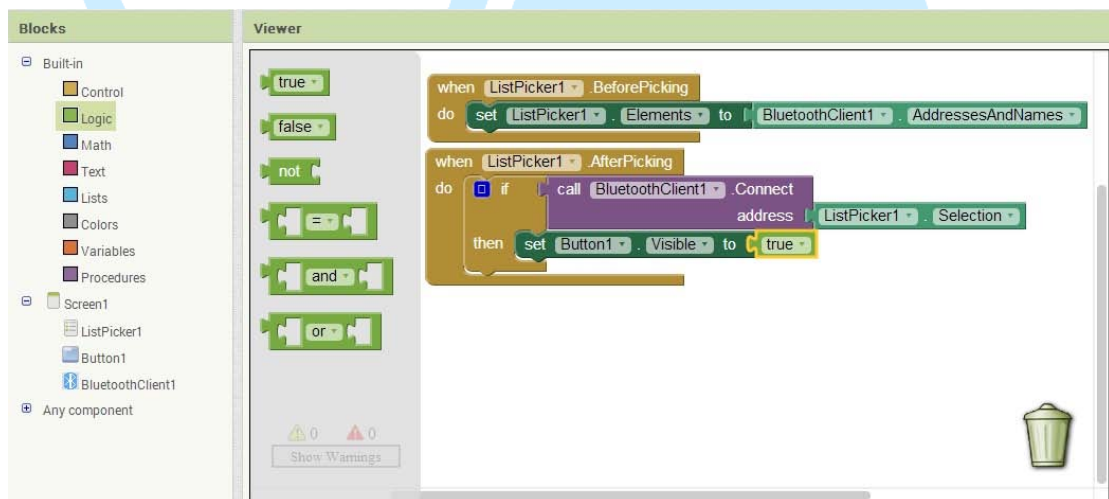 Blocks
Viewer
Built-in
Control
Logic
Math
Text
Lists
Colors
Variables
Procedures
Screen1
ListPicker1
Button1
BluetoothClient1
Any component
true
false
not
=
and
or
0 0
Show Warnings
when ListPicker1 .BeforePicking
do set ListPicker1 . Elements to BluetoothClient1 . AddressesAndNames
when ListPicker1 .AfterPicking
do if call BluetoothClient1 .Connect
address ListPicker1 . Selection
then set Button1 . Visible to true